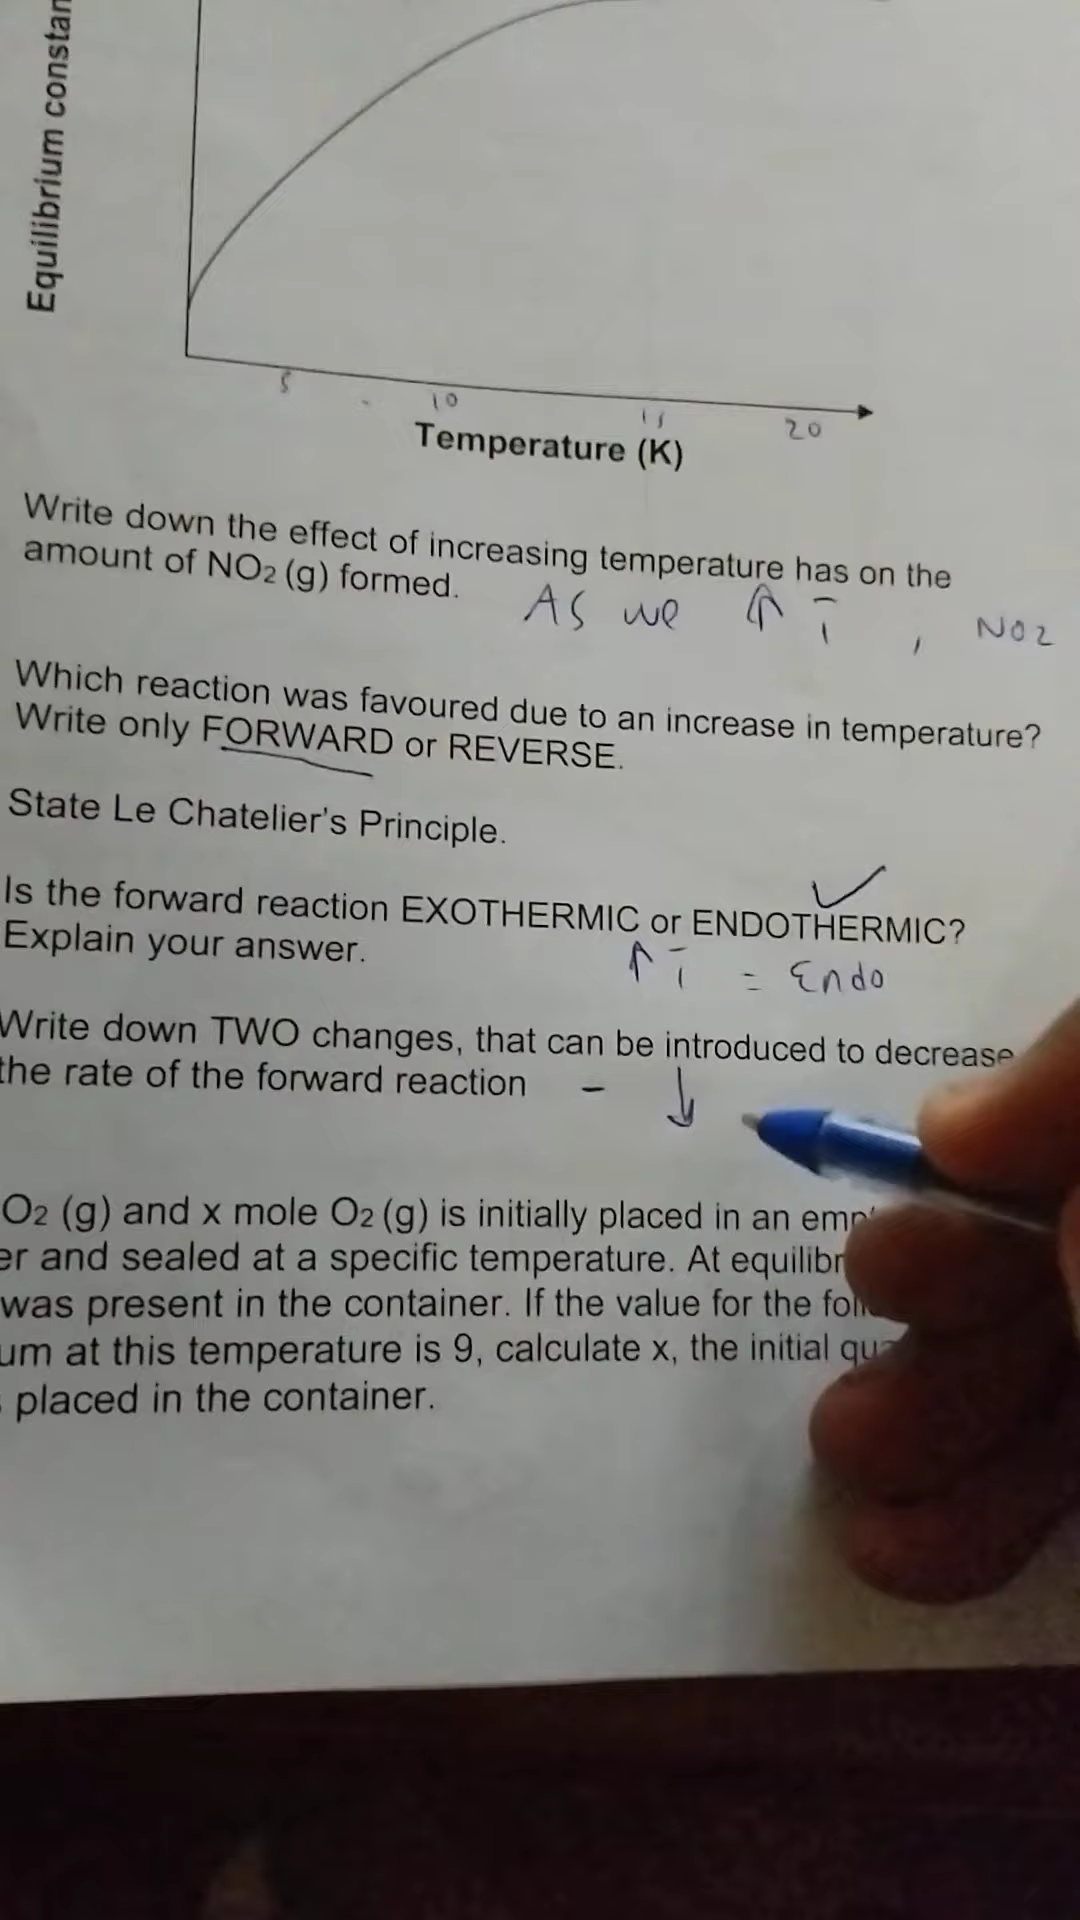 Equilibrium constan
5
10
15
20
Temperature (K)
Write down the effect of increasing temperature has on the
amount of NO₂ (g) formed.
As we ↑ T , NO2
Which reaction was favoured due to an increase in temperature?
Write only FORWARD or REVERSE.
State Le Chatelier's Principle.
Is the forward reaction EXOTHERMIC or ENDOTHERMIC?
Explain your answer.
↑ T = Endo
Write down TWO changes, that can be introduced to decrease
the rate of the forward reaction - ↓
O₂ (g) and x mole O₂ (g) is initially placed in an
er and sealed at a specific temperature. At equilibr
was present in the container. If the value for the
um at this temperature is 9, calculate x, the initial
placed in the container.